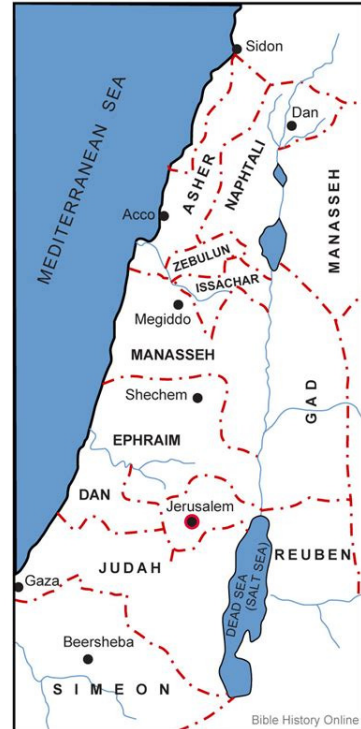 Sidon
Dan
MEDITERRANEAN SEA
ASHER
NAPHTALI
MANASSEH
Acco
ZEBULUN
ISSACHAR
Megiddo
MANASSEH
GAD
Shechem
EPHRAIM
DAN
Jerusalem
REUBEN
JUDAH
DEAD SEA
(SALT SEA)
Gaza
Beersheba
SIMEON
Bible History Online